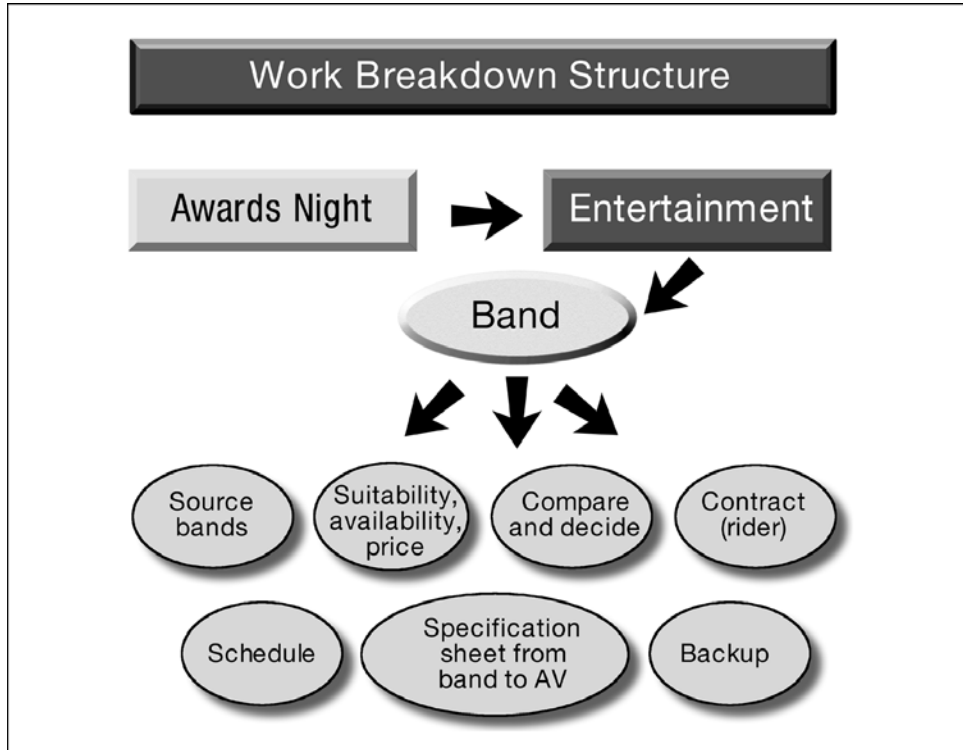 Work Breakdown Structure
Awards Night
Entertainment
Band
Source
bands
Suitability,
availability,
price
Compare
and decide
Contract
(rider)
Schedule
Specification
sheet from
band to AV
Backup